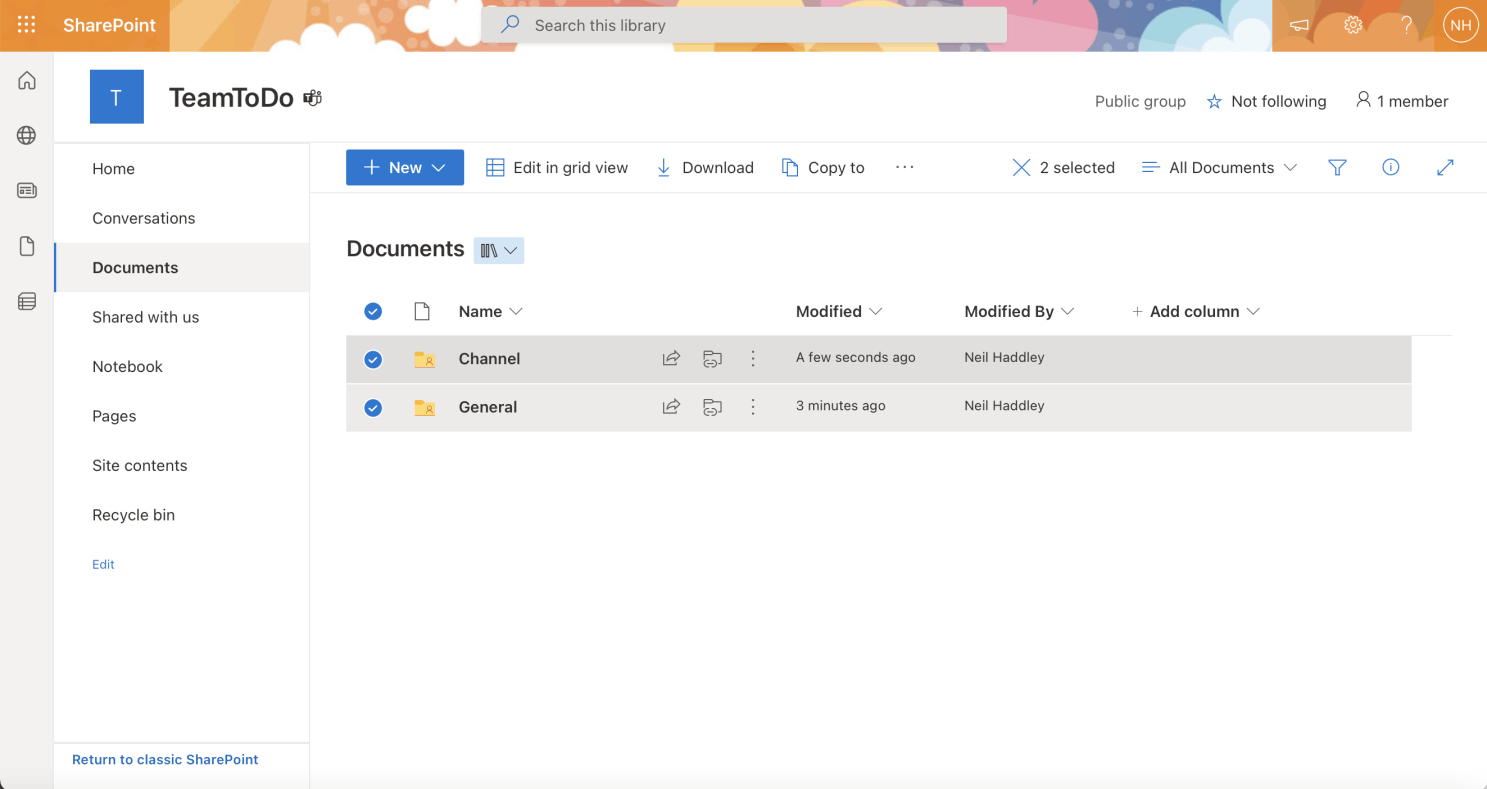 SharePoint
Search this library
?
NH
T
TeamToDo
Public group
Not following
1 member
Home
Conversations
Documents
Shared with us
Notebook
Pages
Site contents
Recycle bin
Edit
Return to classic SharePoint
+ New
Edit in grid view
Download
Copy to
...
2 selected
All Documents
Documents
Name
Modified
Modified By
+ Add column
Channel
A few seconds ago
Neil Haddley
General
3 minutes ago
Neil Haddley